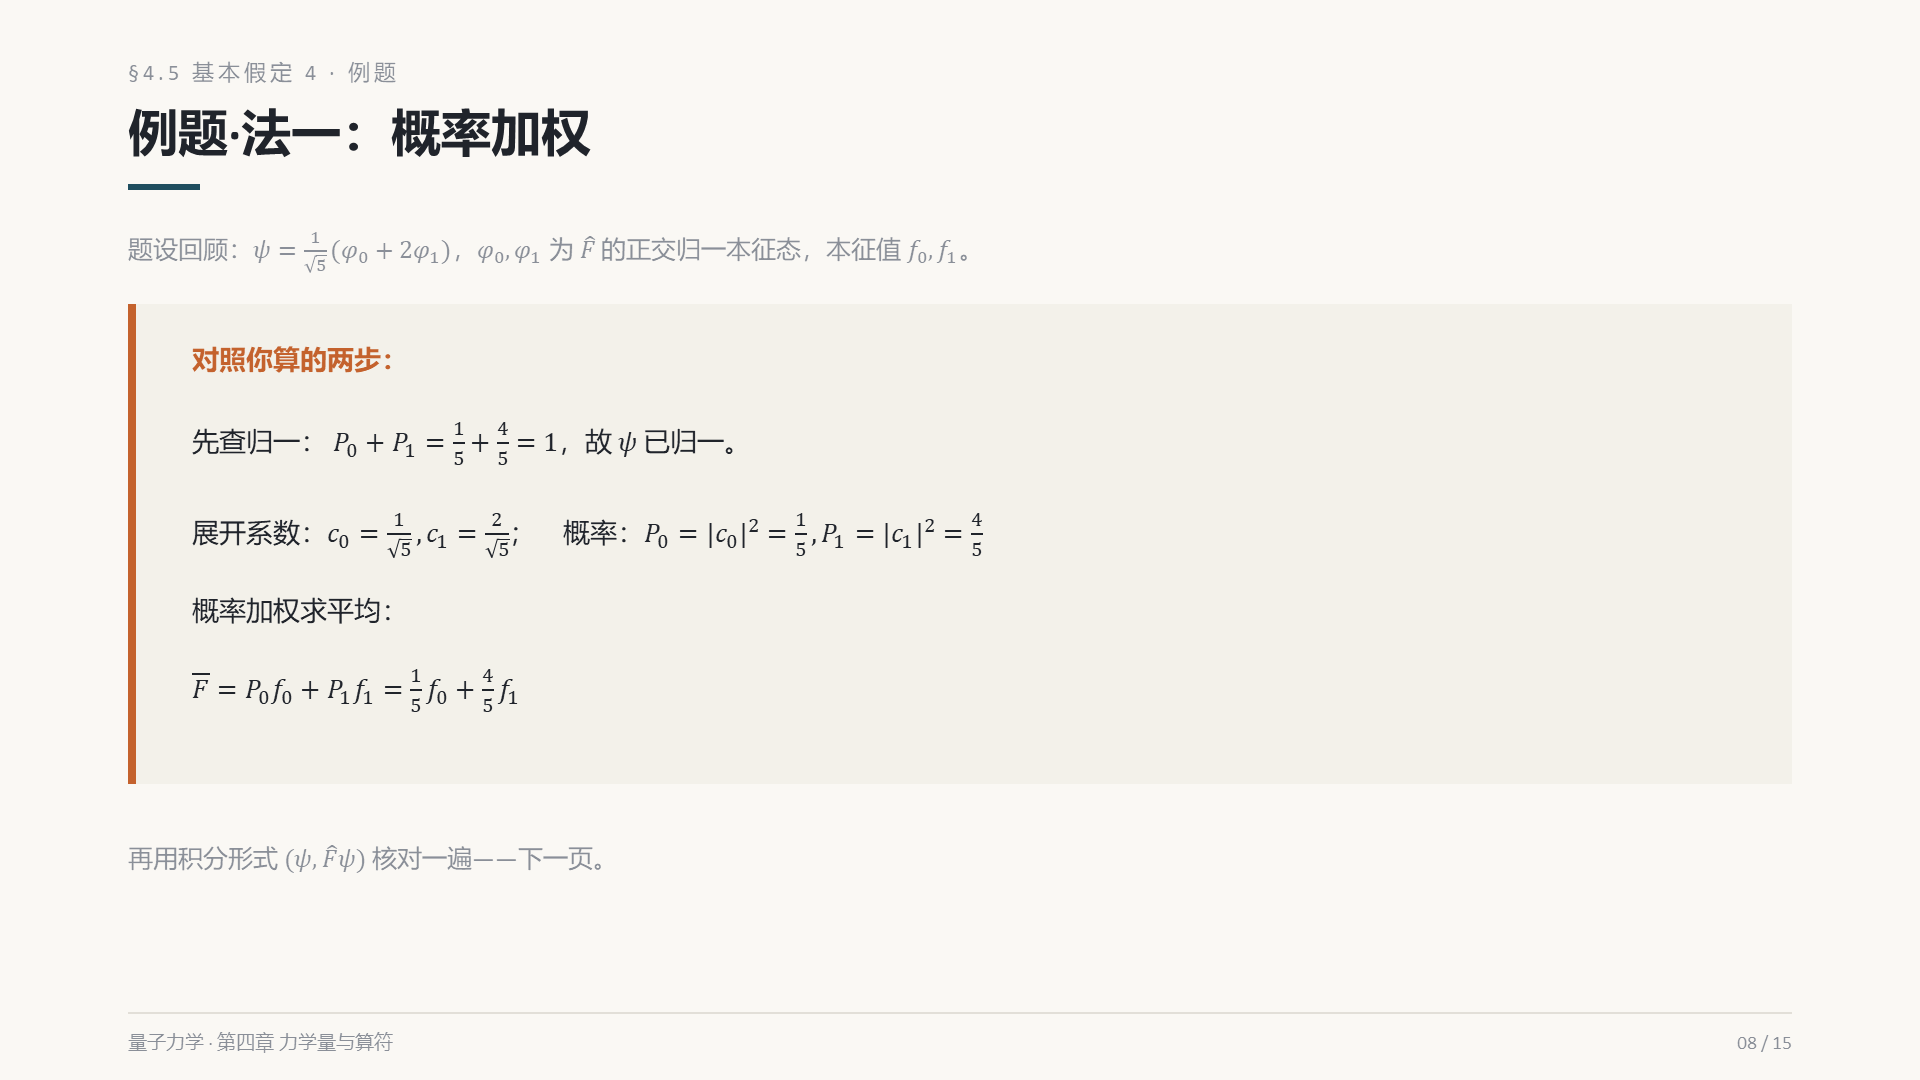 §4.5 基本假定 4 · 例题
例题·法一：概率加权
题设回顾：ψ = 1/√5 (φ₀ + 2φ₁)，φ₀, φ₁ 为 F̂ 的正交归一本征态，本征值 f₀, f₁。
对照你算的两步：
先查归一： P₀ + P₁ = 1/5 + 4/5 = 1，故 ψ 已归一。
展开系数：c₀ = 1/√5, c₁ = 2/√5; 概率：P₀ = |c₀|² = 1/5, P₁ = |c₁|² = 4/5
概率加权求平均：
F̅ = P₀f₀ + P₁f₁ = 1/5 f₀ + 4/5 f₁
再用积分形式 (ψ, F̂ψ) 核对一遍——下一页。
量子力学 · 第四章 力学量与算符
08 / 15